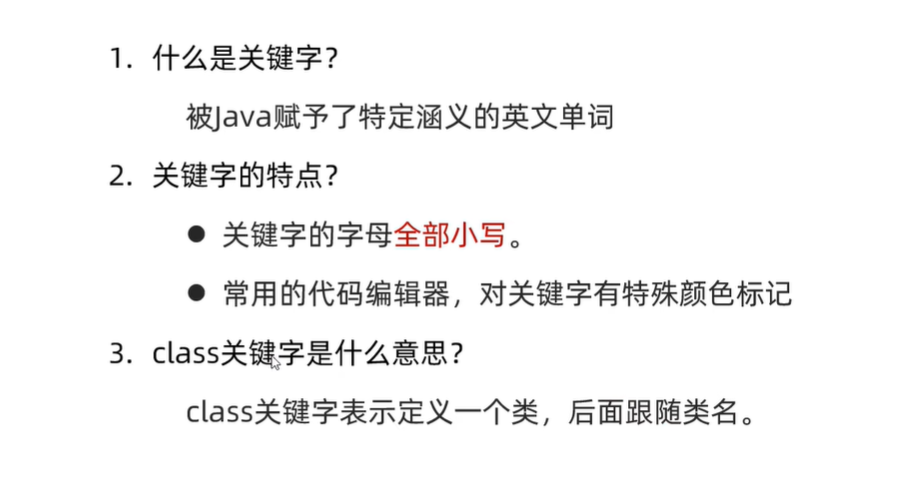 1. 什么是关键字？
被Java赋予了特定涵义的英文单词
2. 关键字的特点？
● 关键字的字母全部小写。
● 常用的代码编辑器，对关键字有特殊颜色标记
3. class关键字是什么意思？
class关键字表示定义一个类，后面跟随类名。